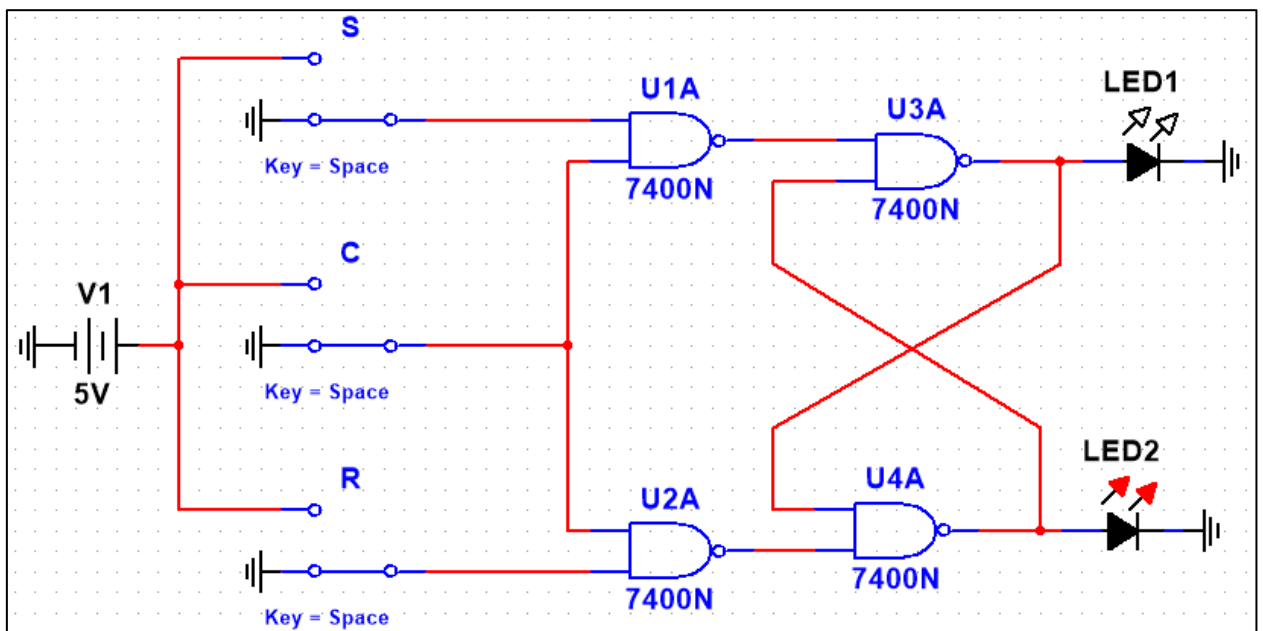 S
Key = Space
C
Key = Space
R
Key = Space
V1
5V
U1A
7400N
U2A
7400N
U3A
7400N
U4A
7400N
LED1
LED2